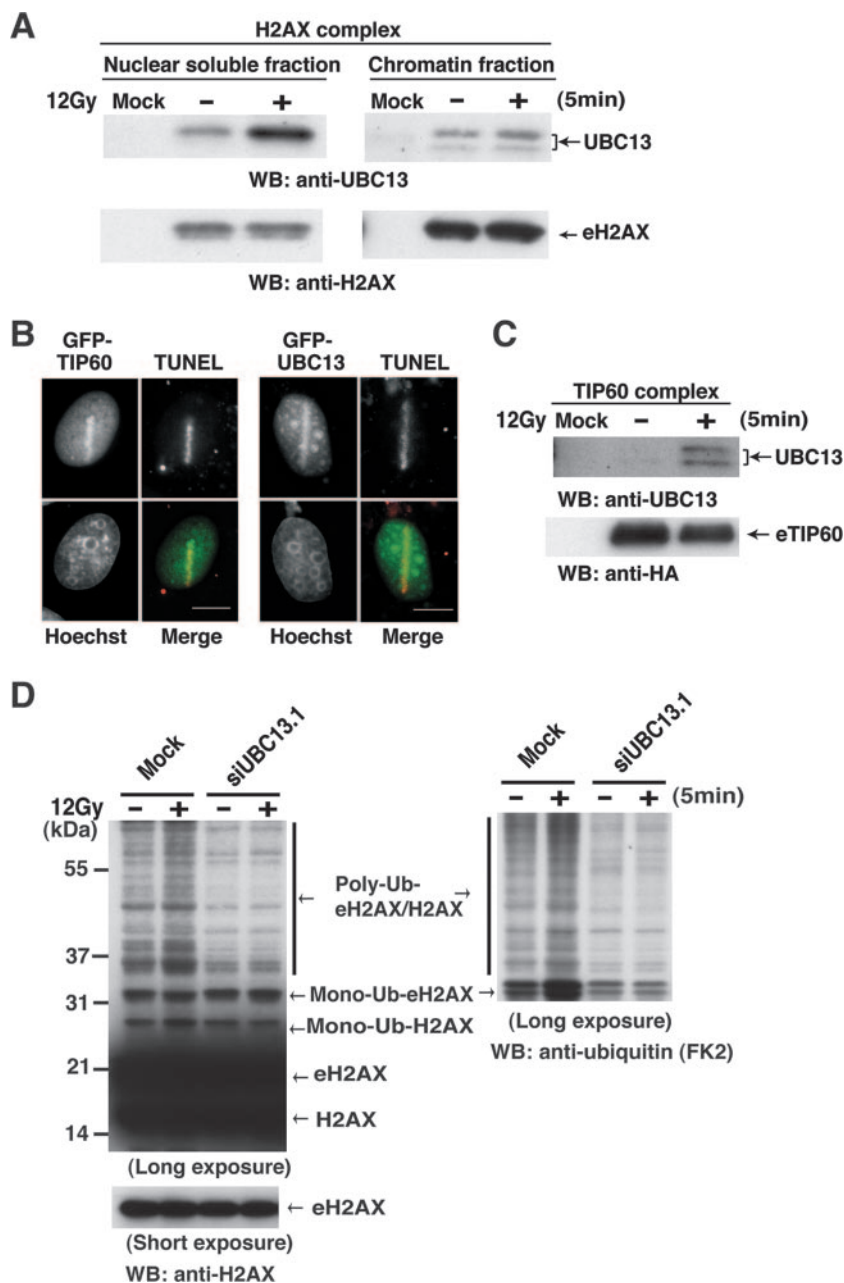 A
H2AX complex
Nuclear soluble fraction Chromatin fraction
12Gy Mock – + Mock – + (5min)
← UBC13
WB: anti-UBC13
← eH2AX
WB: anti-H2AX
B
GFP-TIP60 TUNEL GFP-UBC13 TUNEL
Hoechst Merge Hoechst Merge
C
TIP60 complex
12Gy Mock – + (5min)
← UBC13
WB: anti-UBC13
← eTIP60
WB: anti-HA
D
Mock siUBC13.1 Mock siUBC13.1
12Gy – + – + – + – + (5min)
(kDa)
55
37
31
21
14
← Poly-Ub- →
eH2AX/H2AX
← Mono-Ub-eH2AX →
← Mono-Ub-H2AX
← eH2AX
← H2AX
(Long exposure)
← eH2AX
(Short exposure)
WB: anti-H2AX
(Long exposure)
WB: anti-ubiquitin (FK2)